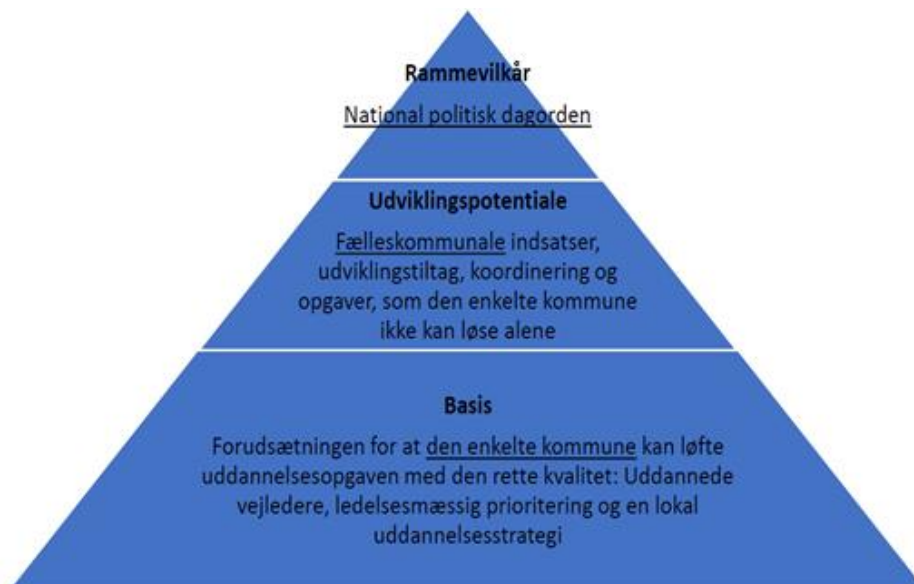 Rammevilkår
National politisk dagorden
Udviklingspotentiale
Fælleskommunale indsatser,
udviklingstiltag, koordinering og
opgaver, som den enkelte kommune
ikke kan løse alene
Basis
Forudsætningen for at den enkelte kommune kan løfte
uddannelsesopgaven med den rette kvalitet: Uddannede
vejledere, ledelsesmæssig prioritering og en lokal
uddannelsesstrategi